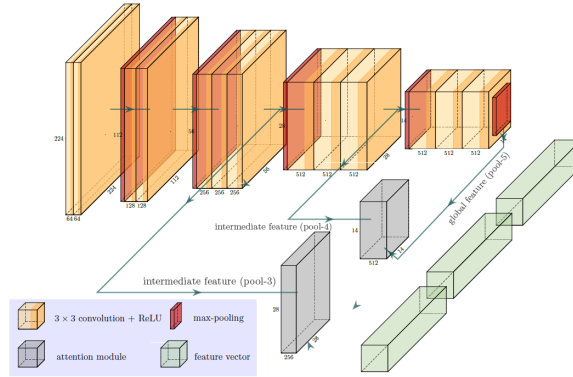 224
64 64
112
224
128 128
112
56
256 256 256
56
28
512 512 512
28
14
512 512 512
global feature (pool-5)
intermediate feature (pool-4)
14
512
14
intermediate feature (pool-3)
28
256
28
3 × 3 convolution + ReLU
max-pooling
attention module
feature vector